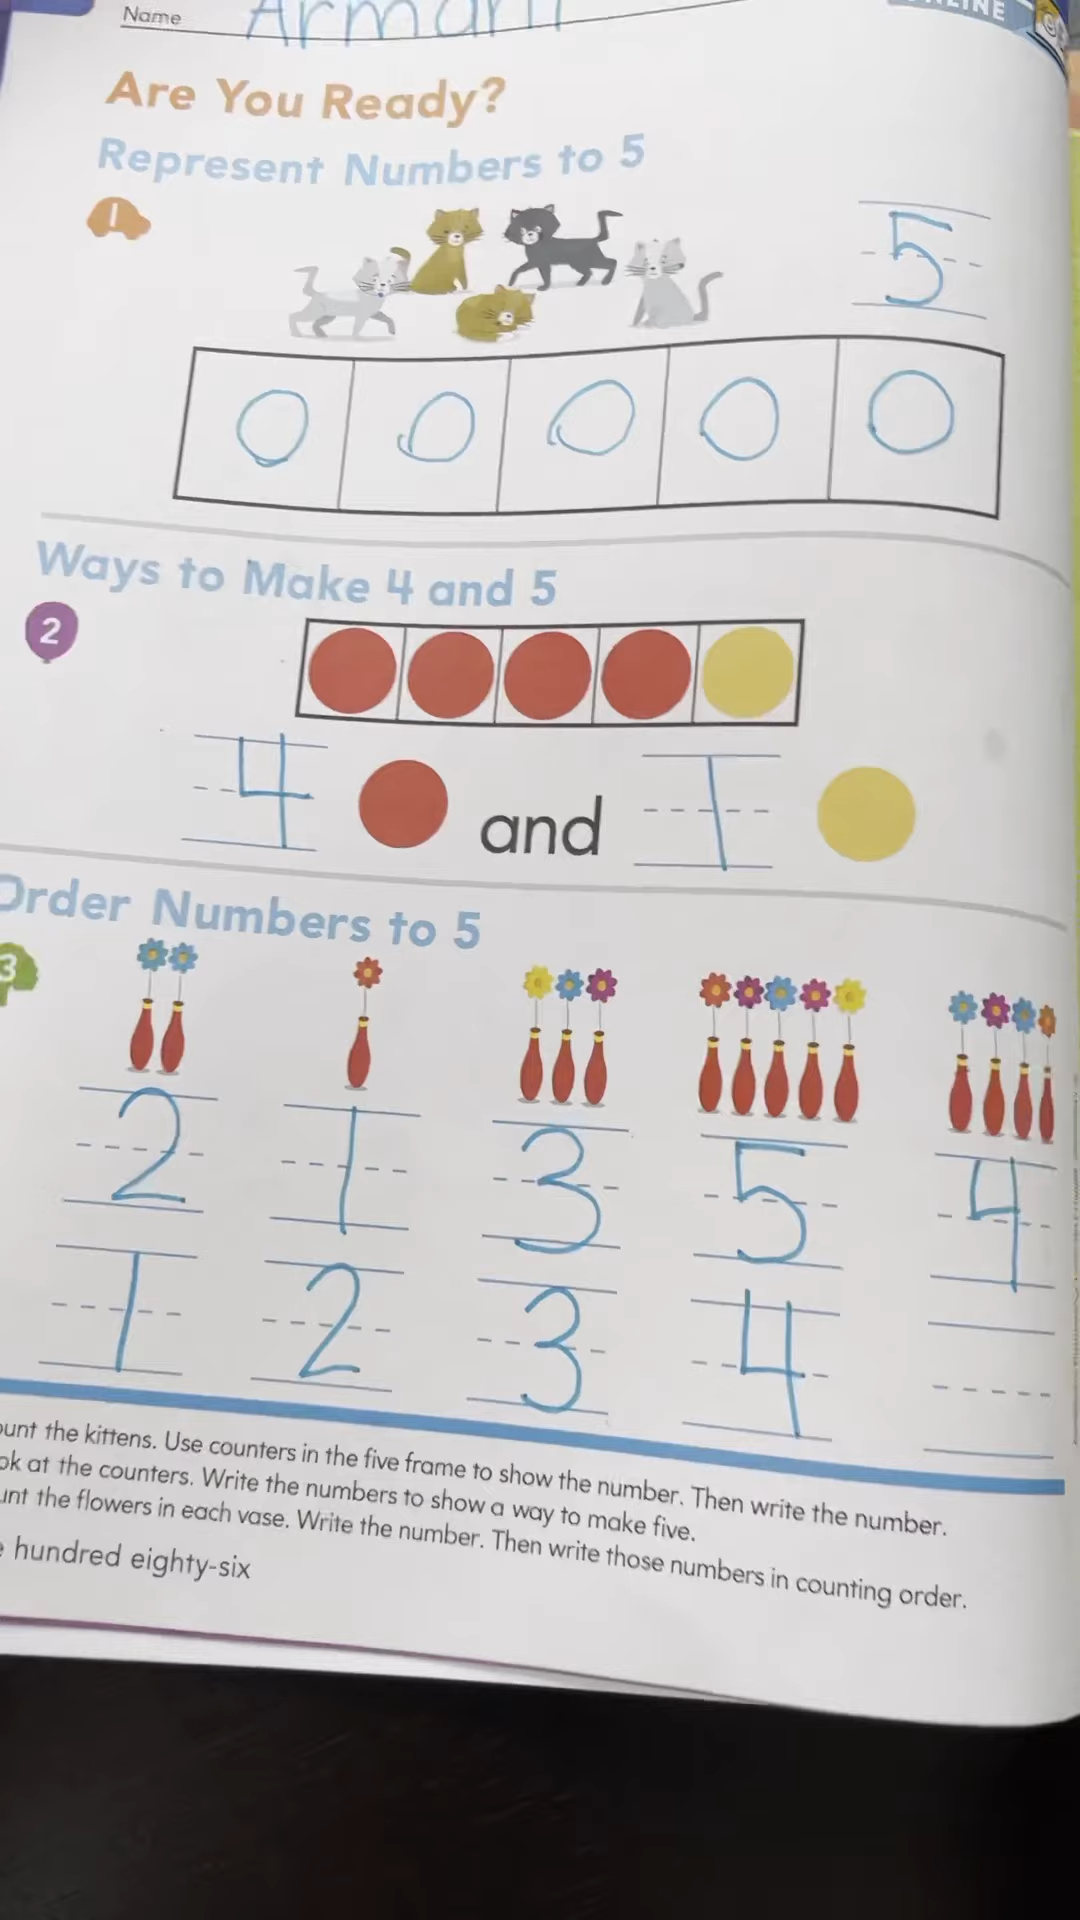 Name Armani
Are You Ready?
Represent Numbers to 5
1
5
Ways to Make 4 and 5
2
4 and 1
Order Numbers to 5
3
2 1 3 5 4
1 2 3 4
unt the kittens. Use counters in the five frame to show the number. Then write the number.
ok at the counters. Write the numbers to show a way to make five.
unt the flowers in each vase. Write the number. Then write those numbers in counting order.
hundred eighty-six